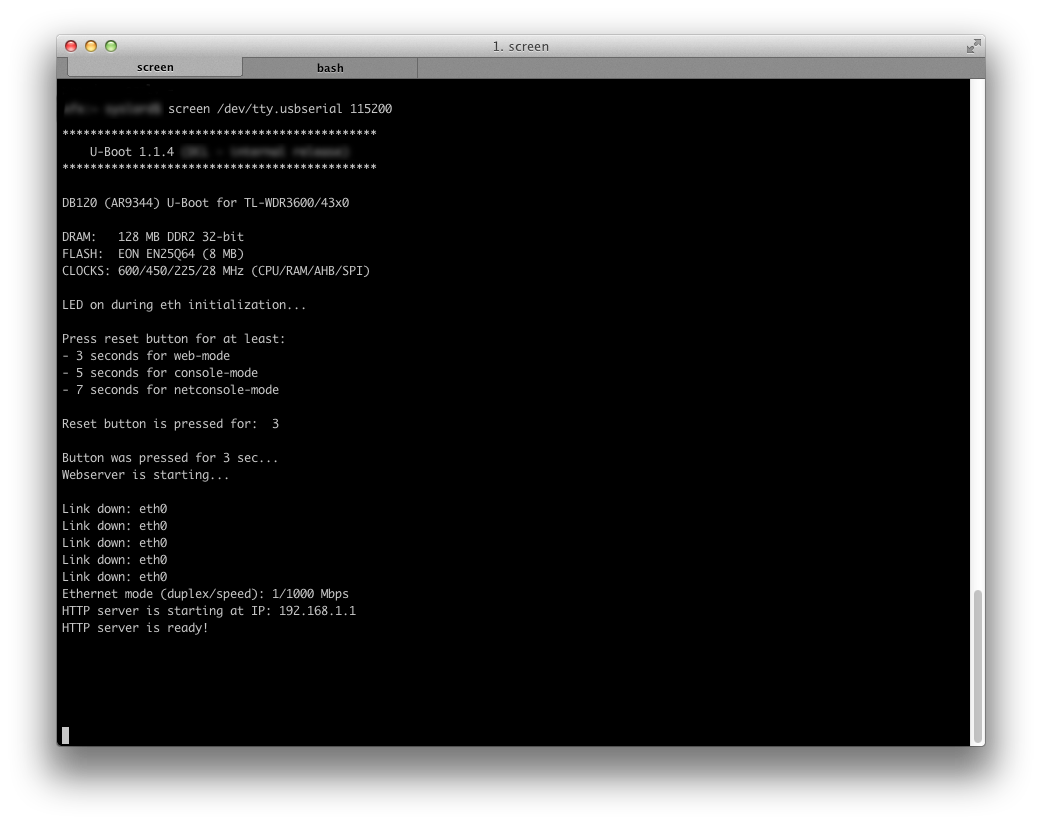 1. screen
screen bash
screen /dev/tty.usbserial 115200
*********************************************
U-Boot 1.1.4
*********************************************
DB120 (AR9344) U-Boot for TL-WDR3600/43x0
DRAM: 128 MB DDR2 32-bit
FLASH: EON EN25Q64 (8 MB)
CLOCKS: 600/450/225/28 MHz (CPU/RAM/AHB/SPI)
LED on during eth initialization...
Press reset button for at least:
- 3 seconds for web-mode
- 5 seconds for console-mode
- 7 seconds for netconsole-mode
Reset button is pressed for: 3
Button was pressed for 3 sec...
Webserver is starting...
Link down: eth0
Link down: eth0
Link down: eth0
Link down: eth0
Link down: eth0
Ethernet mode (duplex/speed): 1/1000 Mbps
HTTP server is starting at IP: 192.168.1.1
HTTP server is ready!